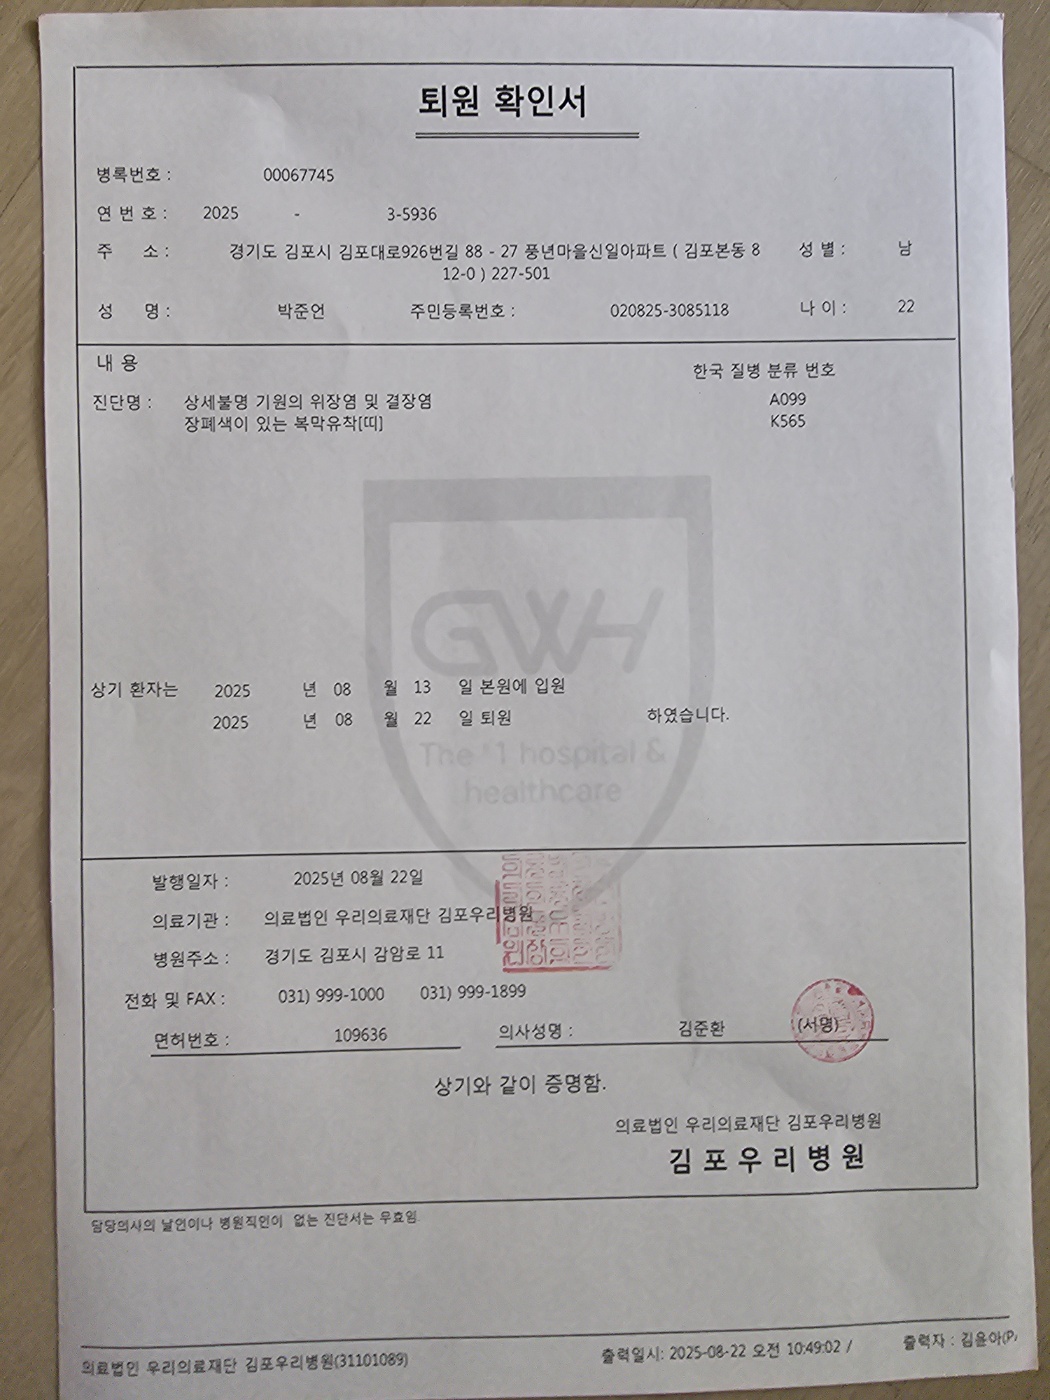 퇴원 확인서
병록번호 : 00067745
연 번 호 : 2025 - 3-5936
주 소 : 경기도 김포시 김포대로926번길 88 - 27 풍년마을신일아파트 ( 김포본동 8 성 별 : 남
12-0 ) 227-501
성 명 : 박준언 주민등록번호 : 020825-3085118 나 이 : 22
내 용 한국 질병 분류 번호
진단명 : 상세불명 기원의 위장염 및 결장염 A099
장폐색이 있는 복막유착[띠] K565
GWH
상기 환자는 2025 년 08 월 13 일 본원에 입원
2025 년 08 월 22 일 퇴원 하였습니다.
The #1 hospital &
healthcare
발행일자 : 2025년 08월 22일
의료기관 : 의료법인 우리의료재단 김포우리병원
병원주소 : 경기도 김포시 감암로 11
전화 및 FAX : 031) 999-1000 031) 999-1899
면허번호 : 109636 의사성명 : 김준환 (서명)
상기와 같이 증명함.
의료법인 우리의료재단 김포우리병원
김 포 우 리 병 원
담당의사의 날인이나 병원직인이 없는 진단서는 무효임.
의료법인 우리의료재단 김포우리병원(31101089) 출력일시: 2025-08-22 오전 10:49:02 / 출력자 : 김윤아(P